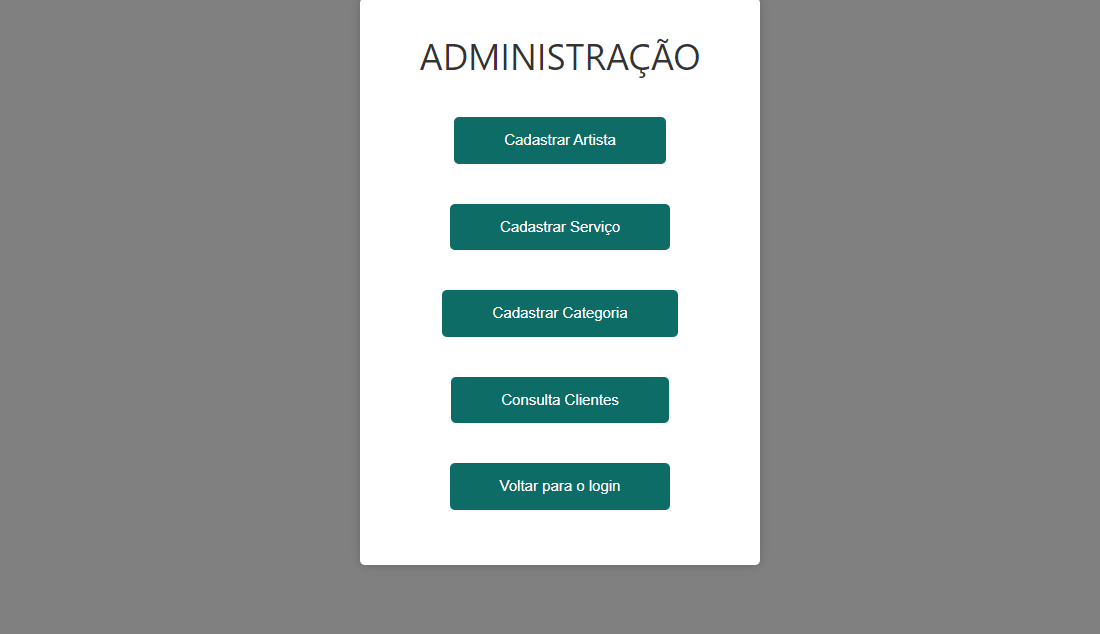 ADMINISTRAÇÃO
Cadastrar Artista
Cadastrar Serviço
Cadastrar Categoria
Consulta Clientes
Voltar para o login